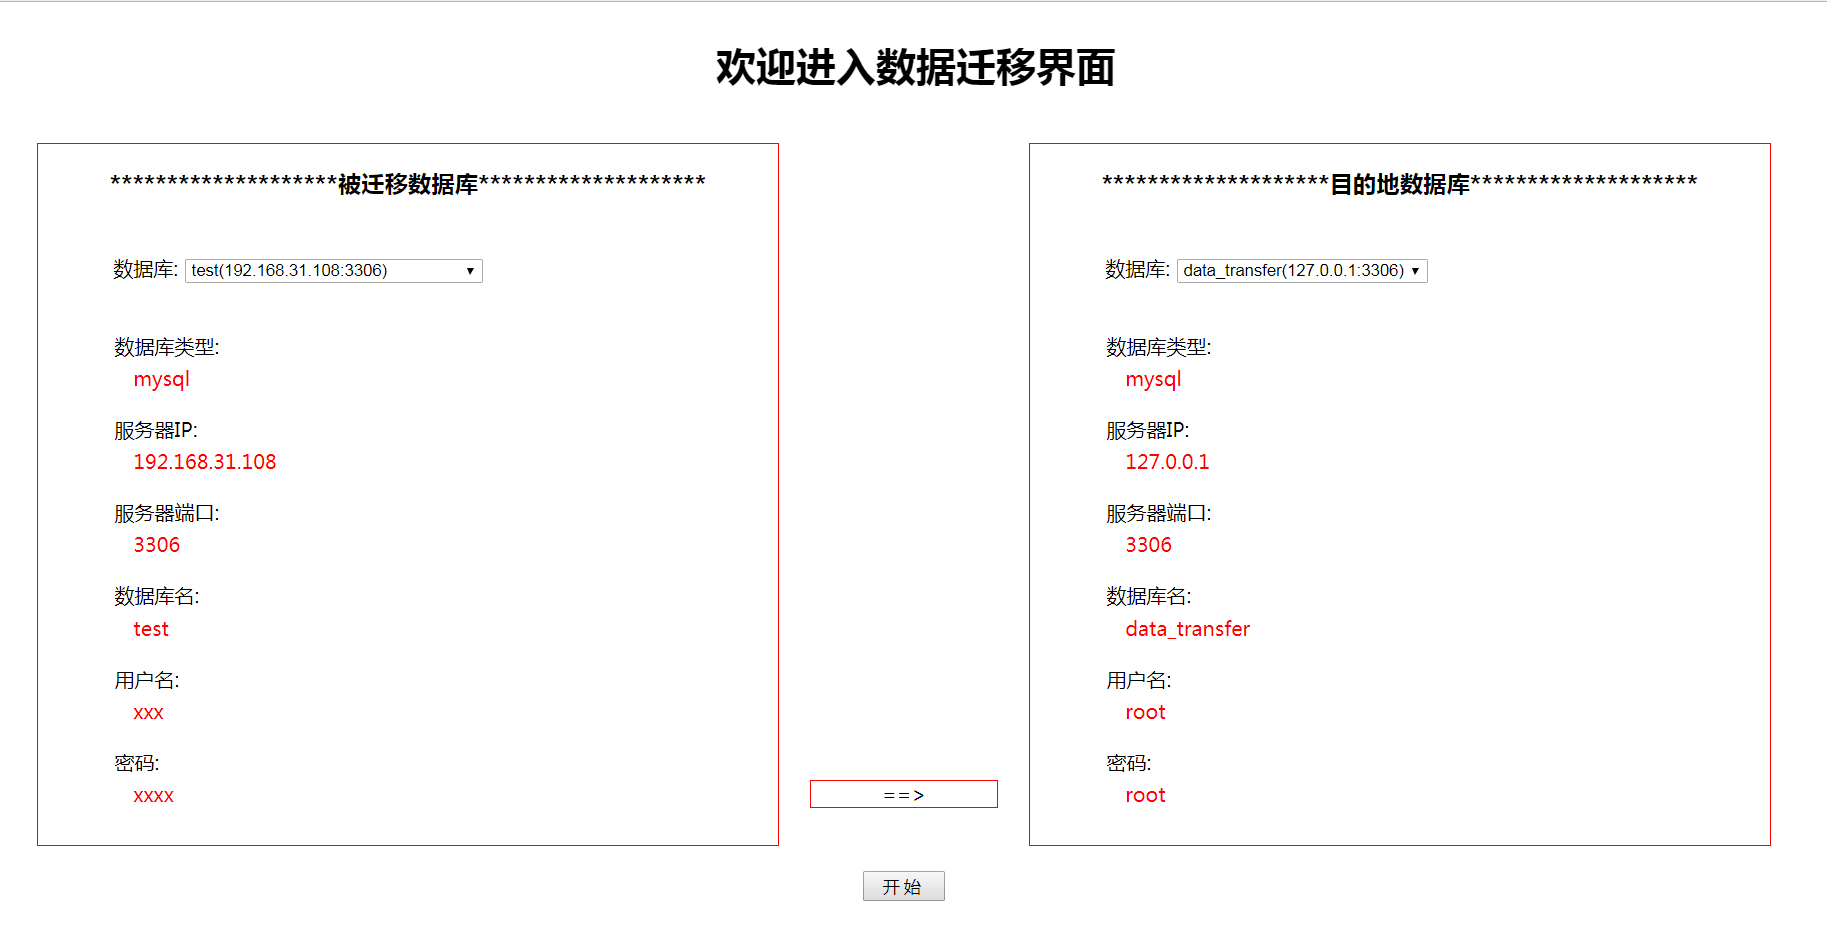 欢迎进入数据迁移界面
********************被迁移数据库********************
数据库: test(192.168.31.108:3306)
数据库类型:
mysql
服务器IP:
192.168.31.108
服务器端口:
3306
数据库名:
test
用户名:
xxx
密码:
xxxx
==>
********************目的地数据库********************
数据库: data_transfer(127.0.0.1:3306)
数据库类型:
mysql
服务器IP:
127.0.0.1
服务器端口:
3306
数据库名:
data_transfer
用户名:
root
密码:
root
开始